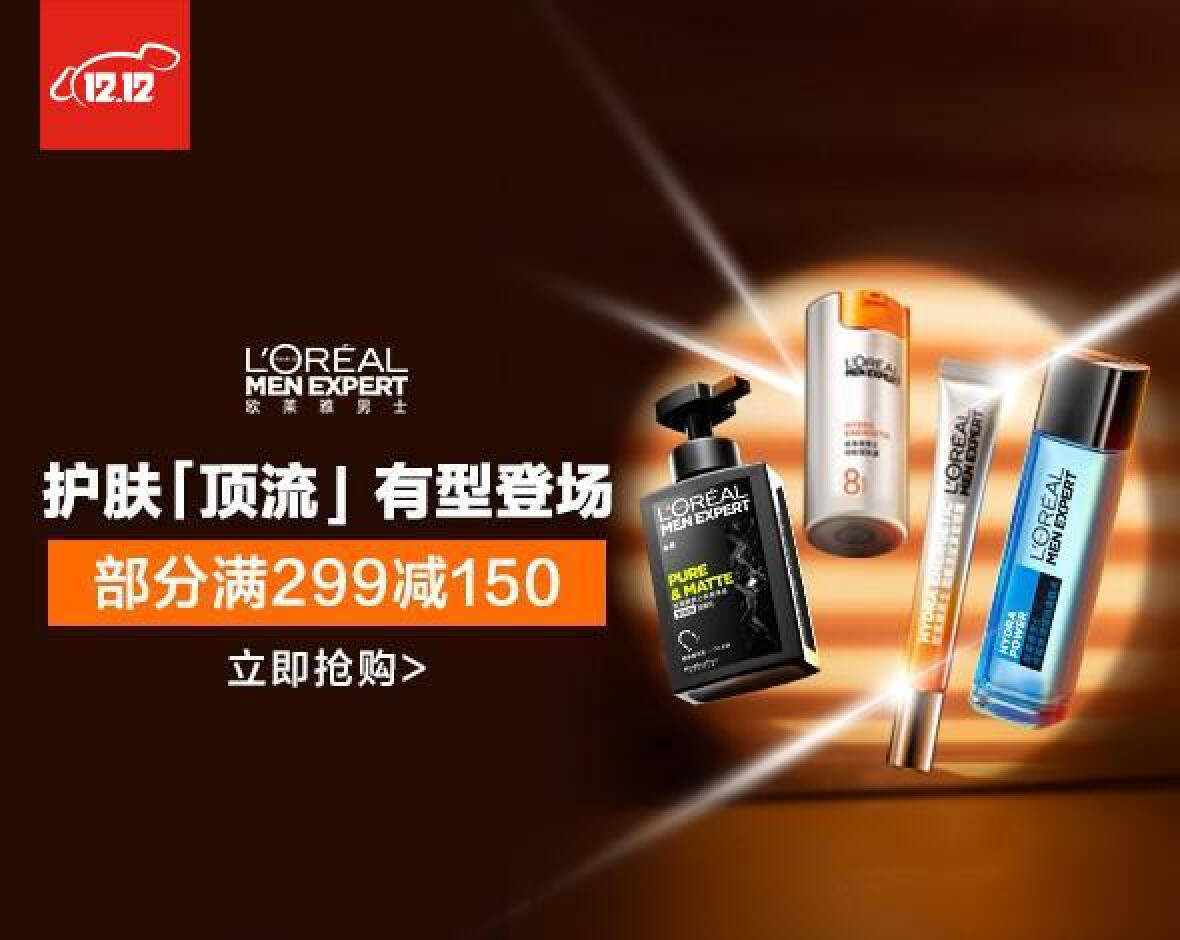 12.12
L'ORÉAL
MEN EXPERT
欧莱雅男士
护肤「顶流」有型登场
部分满299减150
立即抢购>
L'ORÉAL
MEN EXPERT
PURE
& MATTE
L'ORÉAL
MEN EXPERT
8
L'ORÉAL
MEN EXPERT
L'ORÉAL
MEN EXPERT
HYDRA
POWER